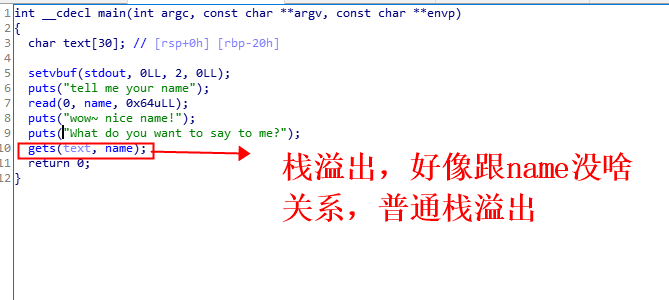 1 int __cdecl main(int argc, const char **argv, const char **envp)
2 {
3 char text[30]; // [rsp+0h] [rbp-20h]
4
5 setvbuf(stdout, 0LL, 2, 0LL);
6 puts("tell me your name");
7 read(0, name, 0x64uLL);
8 puts("wow~ nice name!");
9 puts("What do you want to say to me?");
10 gets(text, name);
11 return 0;
12 }
栈溢出，好像跟name没啥
关系，普通栈溢出